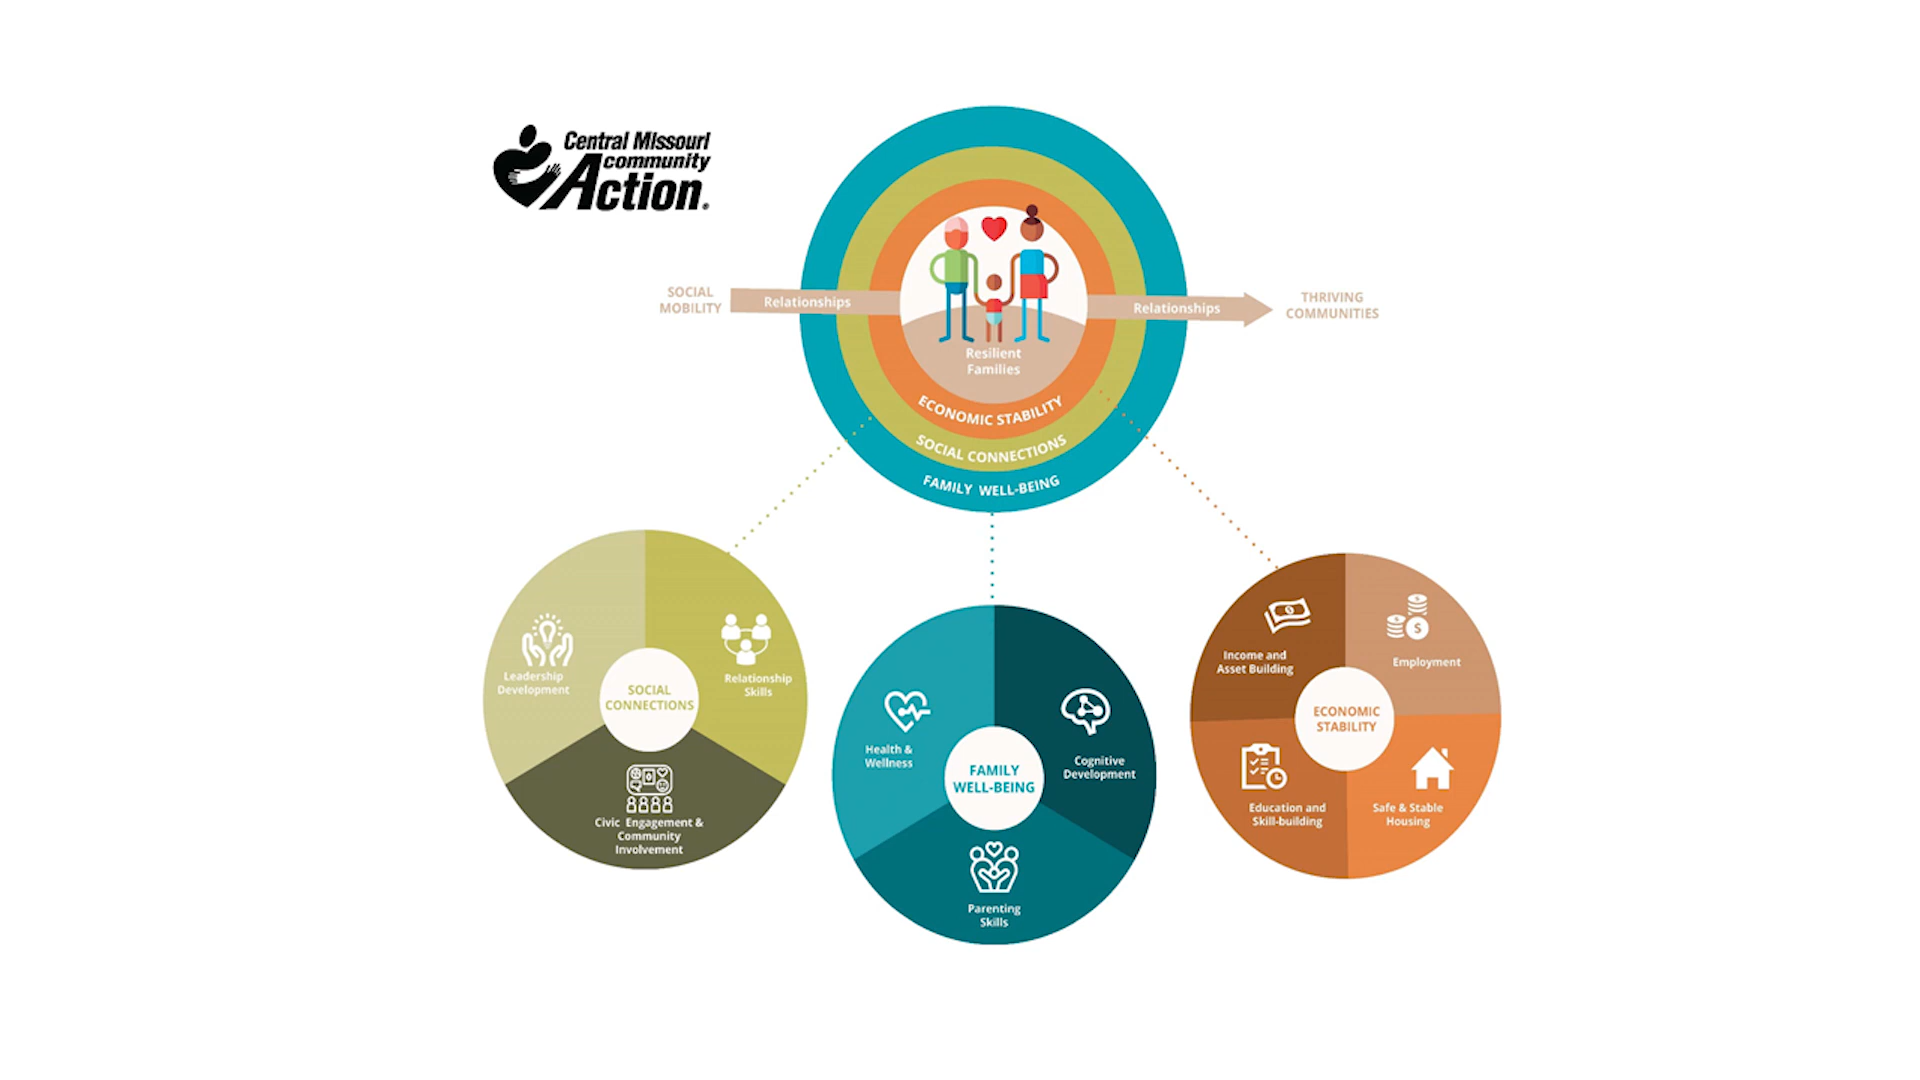 Central Missouri
community
Action.
SOCIAL
MOBILITY
Relationships
Relationships
THRIVING
COMMUNITIES
Resilient
Families
ECONOMIC STABILITY
SOCIAL CONNECTIONS
FAMILY WELL-BEING
Leadership
Development
Relationship
Skills
SOCIAL
CONNECTIONS
Civic Engagement &
Community
Involvement
Health &
Wellness
Cognitive
Development
FAMILY
WELL-BEING
Parenting
Skills
Income and
Asset Building
Employment
ECONOMIC
STABILITY
Education and
Skill-building
Safe & Stable
Housing